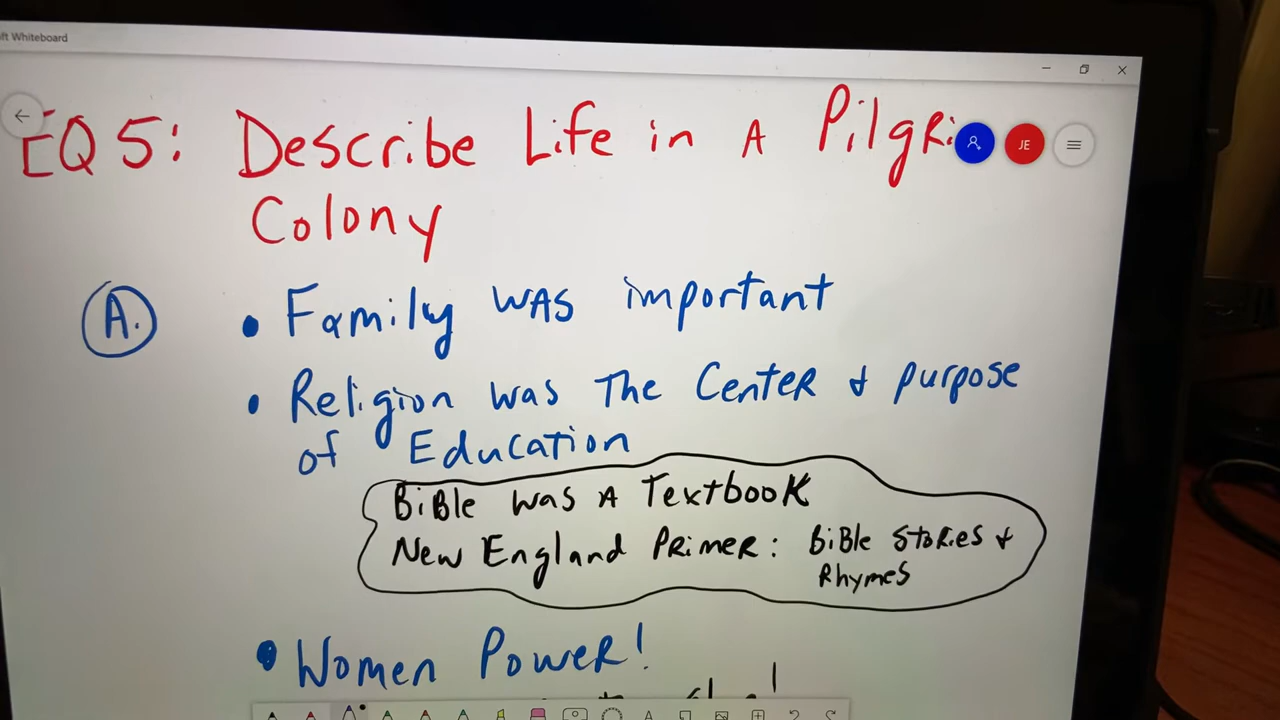 ft Whiteboard
EQ 5: Describe Life in A Pilgri
JE
Colony
A.
• Family was important
• Religion was The Center & purpose
of Education
Bible was A Textbook
New England Primer: Bible Stories &
Rhymes
• Women Power!